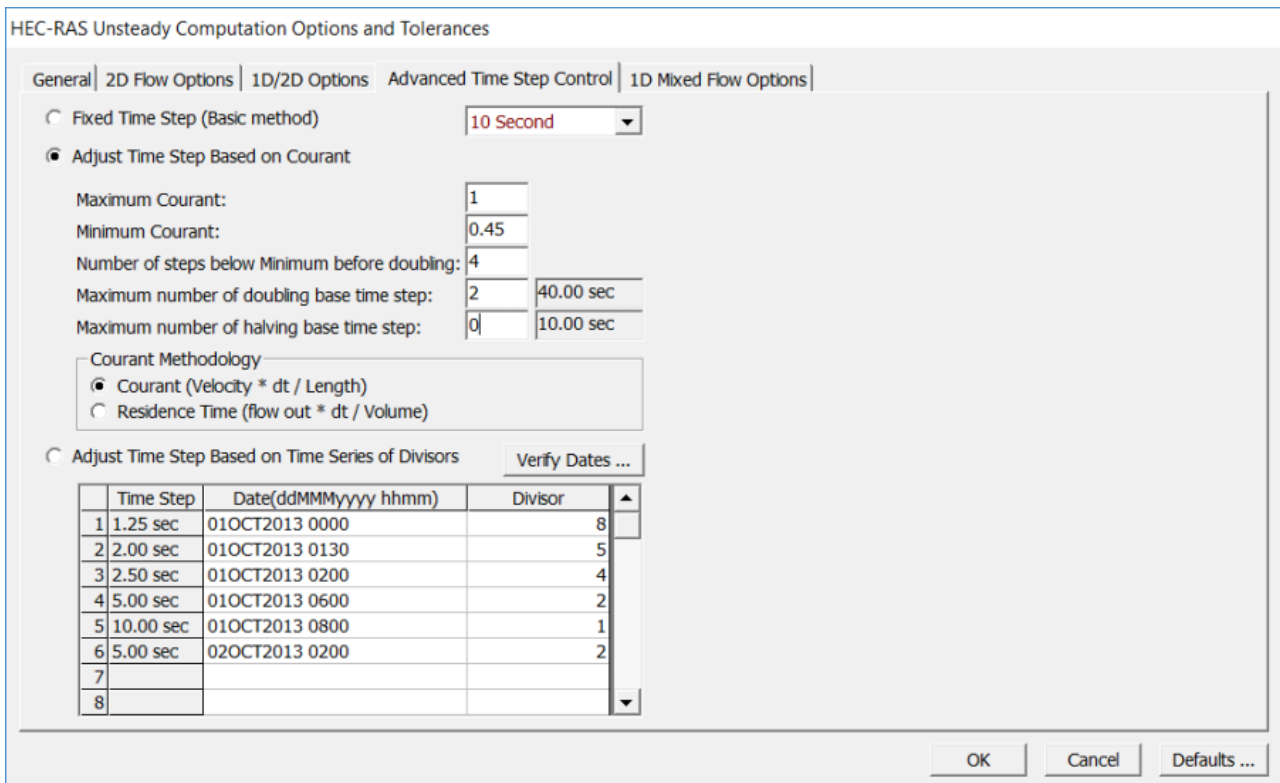 HEC-RAS Unsteady Computation Options and Tolerances
General 2D Flow Options 1D/2D Options Advanced Time Step Control 1D Mixed Flow Options
Fixed Time Step (Basic method) 10 Second
Adjust Time Step Based on Courant
Maximum Courant: 1
Minimum Courant: 0.45
Number of steps below Minimum before doubling: 4
Maximum number of doubling base time step: 2 40.00 sec
Maximum number of halving base time step: 0 10.00 sec
Courant Methodology
Courant (Velocity * dt / Length)
Residence Time (flow out * dt / Volume)
Adjust Time Step Based on Time Series of Divisors Verify Dates ...
Time Step Date(ddMMMyyyy hhmm) Divisor
1 1.25 sec 01OCT2013 0000 8
2 2.00 sec 01OCT2013 0130 5
3 2.50 sec 01OCT2013 0200 4
4 5.00 sec 01OCT2013 0600 2
5 10.00 sec 01OCT2013 0800 1
6 5.00 sec 02OCT2013 0200 2
7
8
OK Cancel Defaults ...